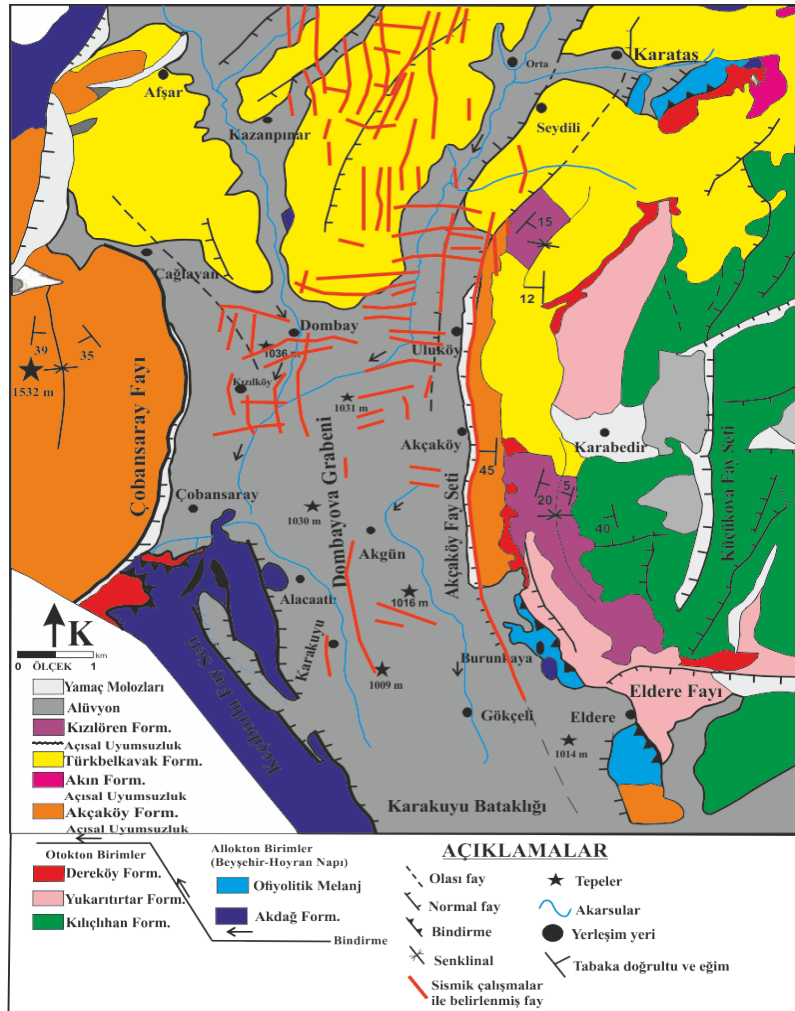 Karatas
Orta
Afşar
Kazanpınar
Seydili
15
12
Çağlayan
Dombay
1036 m
Uluköy
39
35
1532 m
Kızılköy
1031 m
Çobansaray Fayı
Akçaköy
Karabedir
45
Dombayova Grabeni
Akçaköy Fay Seti
Küçükova Fay Seti
5
20
40
Çobansaray
1030 m
Akgün
Alacaatlı
1016 m
K
ÖLÇEK
0 1 km
Karakuyu
Burunkaya
1009 m
Keçiborlu Fay Seti
Eldere Fayı
Gökçeli
Eldere
1014 m
Karakuyu Bataklığı
Yamaç Molozları
Alüvyon
Kızılören Form.
Açısal Uyumsuzluk
Türkbelkavak Form.
Akın Form.
Açısal Uyumsuzluk
Akçaköy Form.
Açısal Uyumsuzluk
Otokton Birimler
Dereköy Form.
Yukarıtırtar Form.
Kılıçlıhan Form.
Allokton Birimler
(Beyşehir-Hoyran Napı)
Ofiyolitik Melanj
Akdağ Form.
Bindirme
AÇIKLAMALAR
Olası fay
Normal fay
Bindirme
Senklinal
Sismik çalışmalar
ile belirlenmiş fay
Tepeler
Akarsular
Yerleşim yeri
Tabaka doğrultu ve eğim